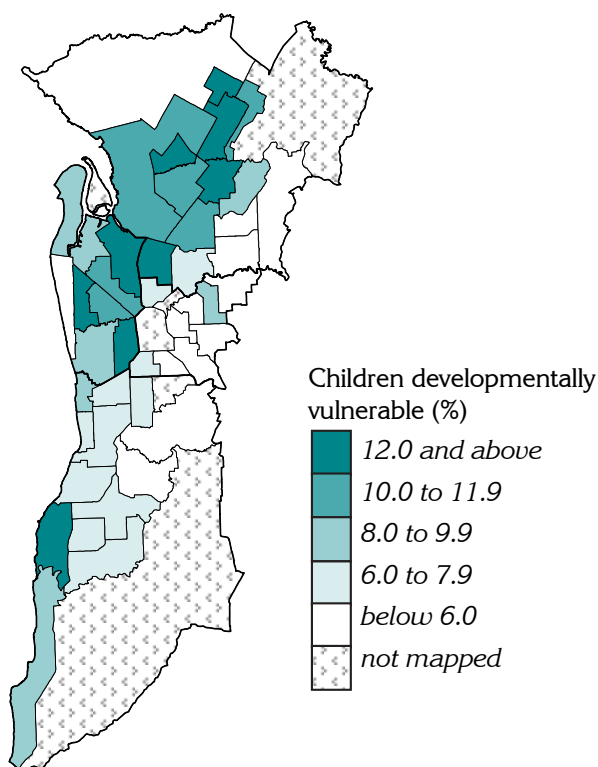 Children developmentally
vulnerable (%)
12.0 and above
10.0 to 11.9
8.0 to 9.9
6.0 to 7.9
below 6.0
not mapped